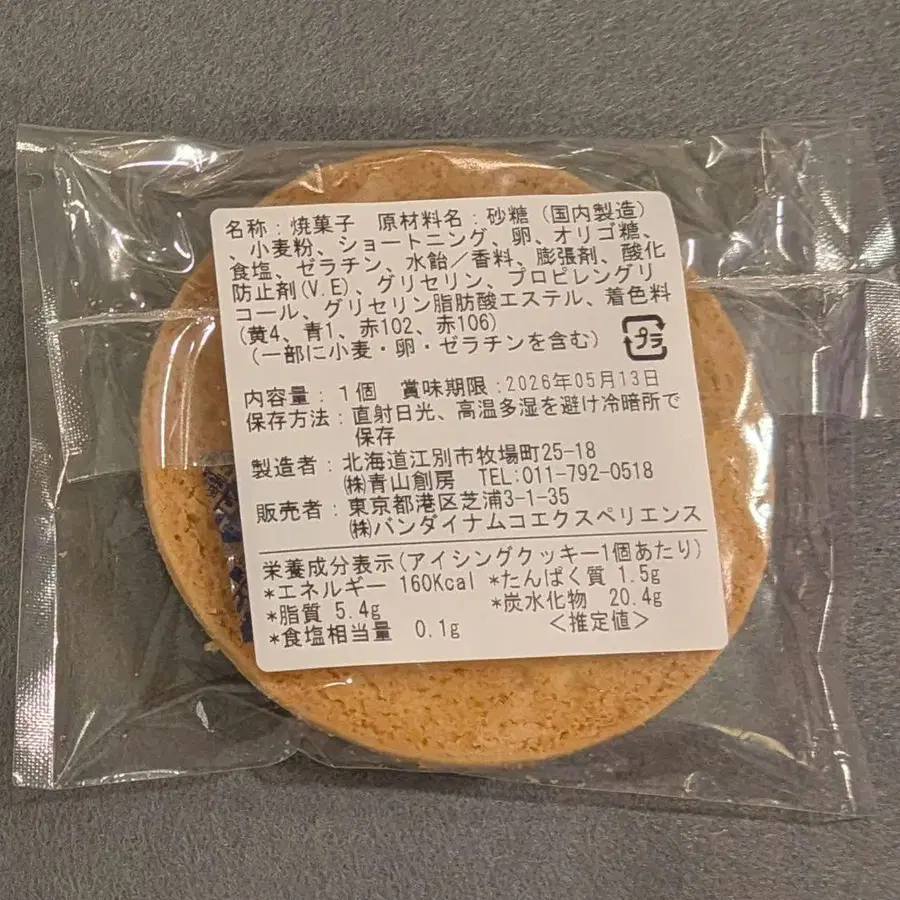 名称：焼菓子　原材料名：砂糖（国内製造）
、小麦粉、ショートニング、卵、オリゴ糖、
食塩、ゼラチン、水飴／香料、膨張剤、酸化
防止剤(V.E)、グリセリン、プロピレングリ
コール、グリセリン脂肪酸エステル、着色料
(黄4、青1、赤102、赤106)
（一部に小麦・卵・ゼラチンを含む）
プラ
内容量：1個　賞味期限：2026年05月13日
保存方法：直射日光、高温多湿を避け冷暗所で
保存
製造者：北海道江別市牧場町25-18
㈱青山創房　TEL:011-792-0518
販売者：東京都港区芝浦3-1-35
㈱バンダイナムコエクスペリエンス
栄養成分表示(アイシングクッキー1個あたり)
*エネルギー 160Kcal *たんぱく質 1.5g
*脂質 5.4g　*炭水化物 20.4g
*食塩相当量 0.1g　＜推定値＞